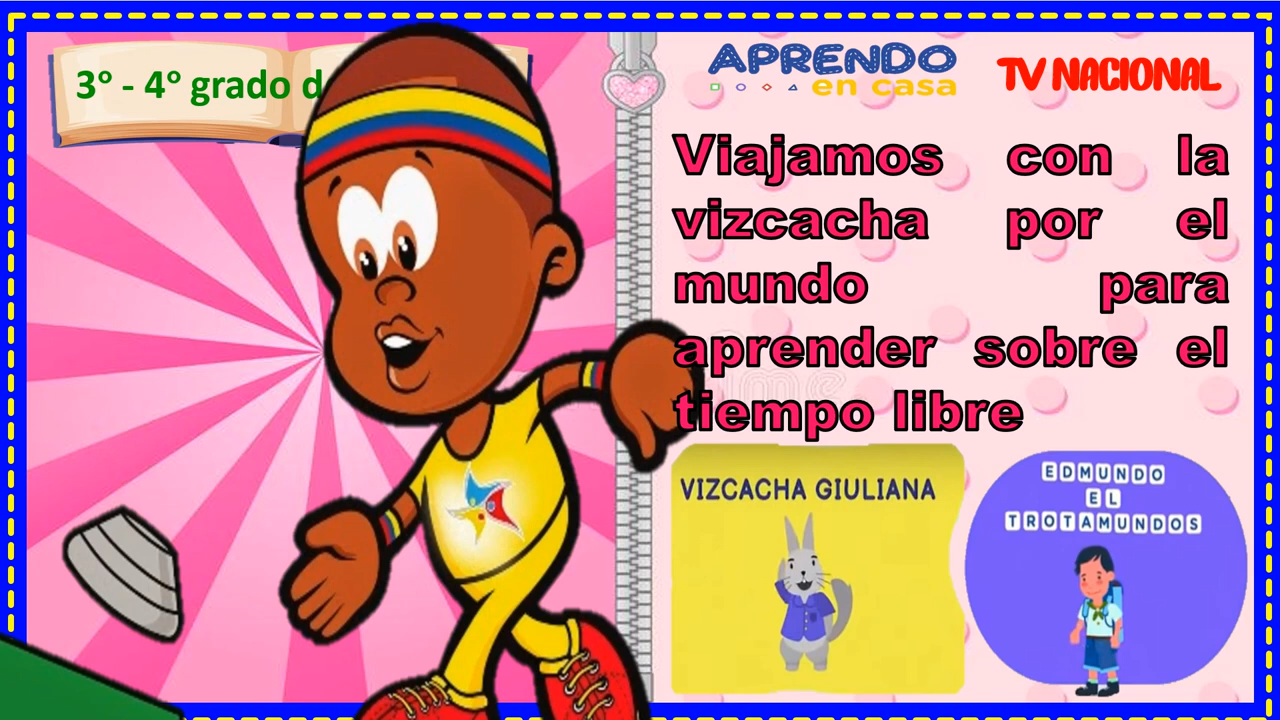 3° - 4° grado d
APRENDO
en casa
TV NACIONAL
Viajamos con la
vizcacha por el
mundo para
aprender sobre el
tiempo libre
VIZCACHA GIULIANA
EDMUNDO
EL
TROTAMUNDOS